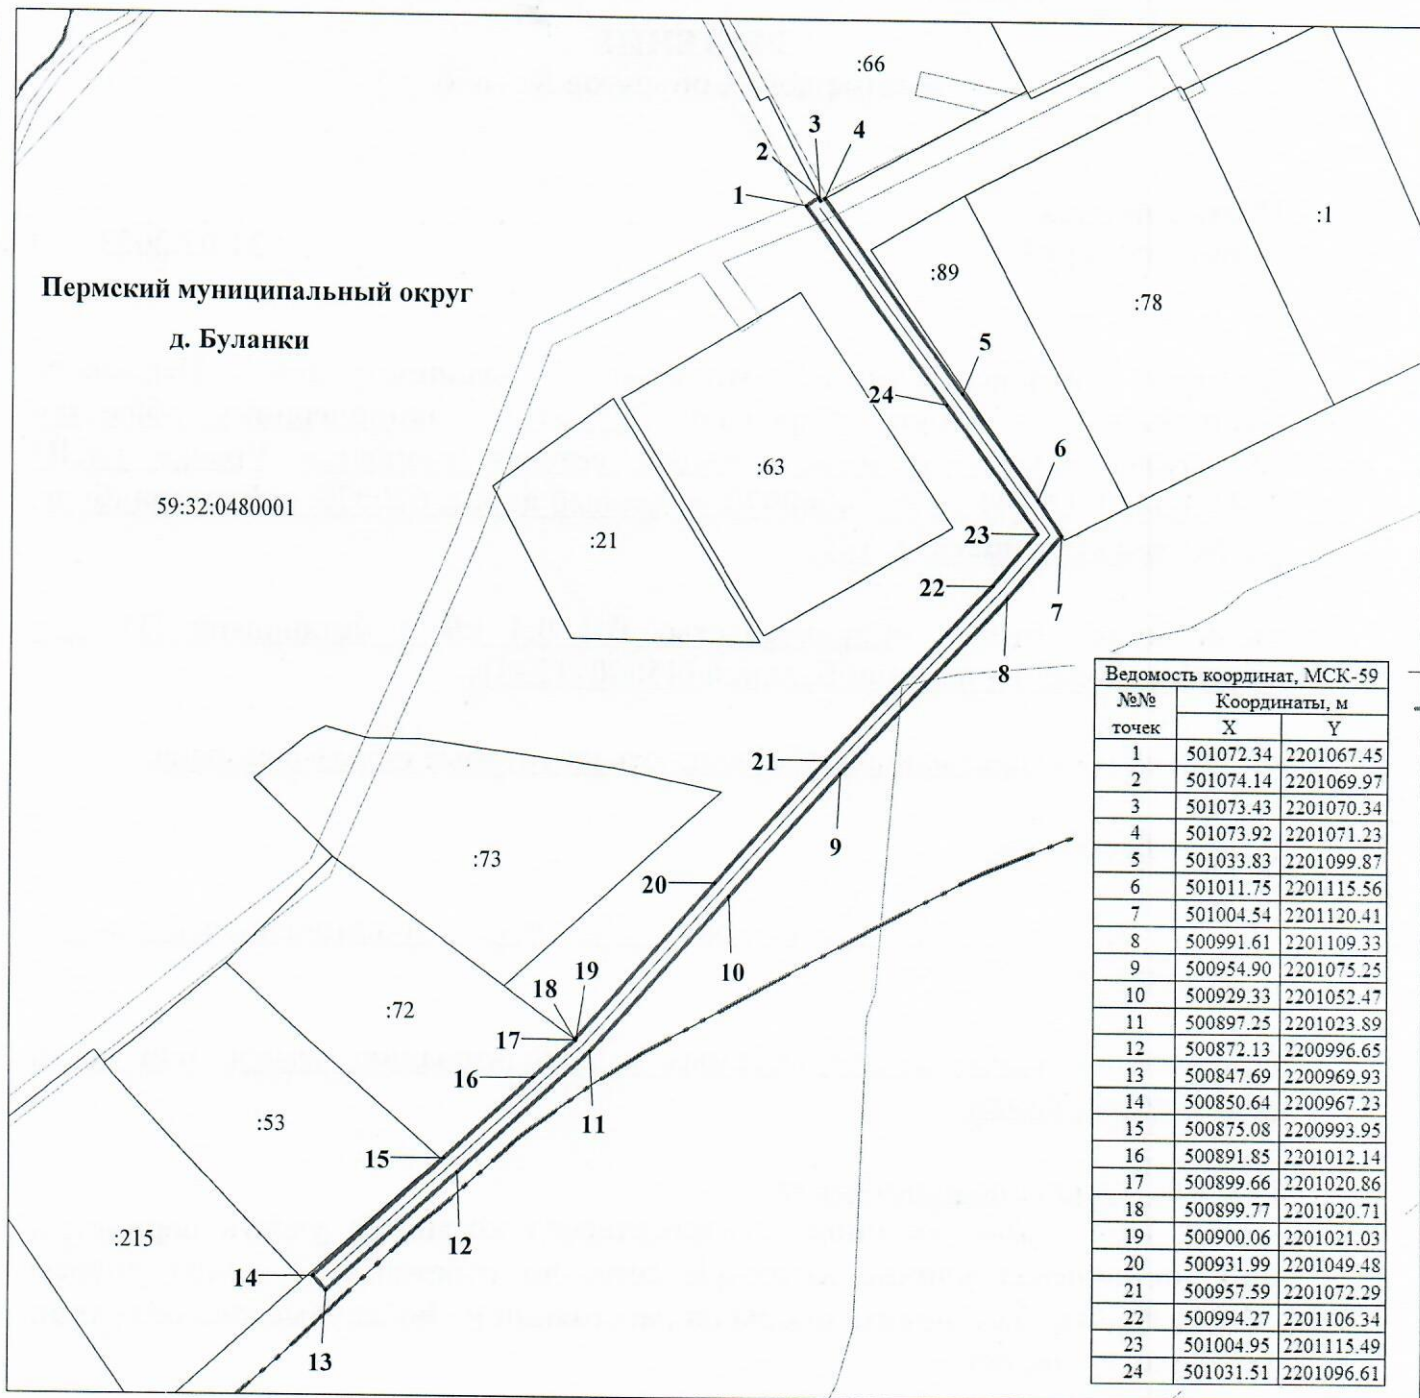 :66
3
4
2
1
:1
:89
:78
Пермский муниципальный округ
д. Буланки
5
24
6
:63
59:32:0480001
:21
23
22
7
8
21
9
:73
20
10
19
18
:72
17
16
11
:53
15
12
:215
14
13
Ведомость координат, МСК-59
№№ точек Координаты, м
X Y
1 501072.34 2201067.45
2 501074.14 2201069.97
3 501073.43 2201070.34
4 501073.92 2201071.23
5 501033.83 2201099.87
6 501011.75 2201115.56
7 501004.54 2201120.41
8 500991.61 2201109.33
9 500954.90 2201075.25
10 500929.33 2201052.47
11 500897.25 2201023.89
12 500872.13 2200996.65
13 500847.69 2200969.93
14 500850.64 2200967.23
15 500875.08 2200993.95
16 500891.85 2201012.14
17 500899.66 2201020.86
18 500899.77 2201020.71
19 500900.06 2201021.03
20 500931.99 2201049.48
21 500957.59 2201072.29
22 500994.27 2201106.34
23 501004.95 2201115.49
24 501031.51 2201096.61